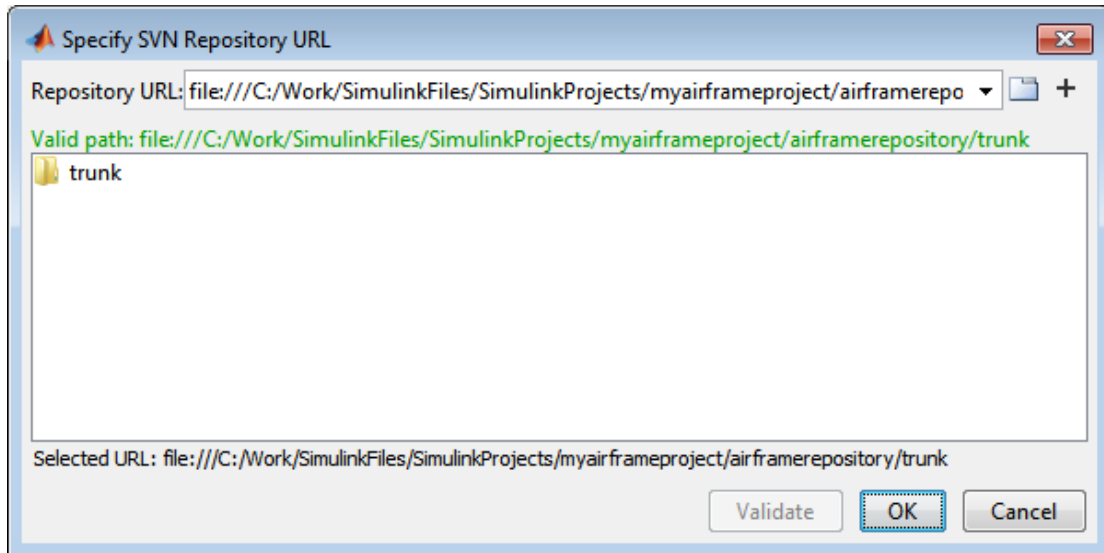 Specify SVN Repository URL
Repository URL: file:///C:/Work/SimulinkFiles/SimulinkProjects/myairframeproject/airframerepo
Valid path: file:///C:/Work/SimulinkFiles/SimulinkProjects/myairframeproject/airframerepository/trunk
trunk
Selected URL: file:///C:/Work/SimulinkFiles/SimulinkProjects/myairframeproject/airframerepository/trunk
Validate OK Cancel